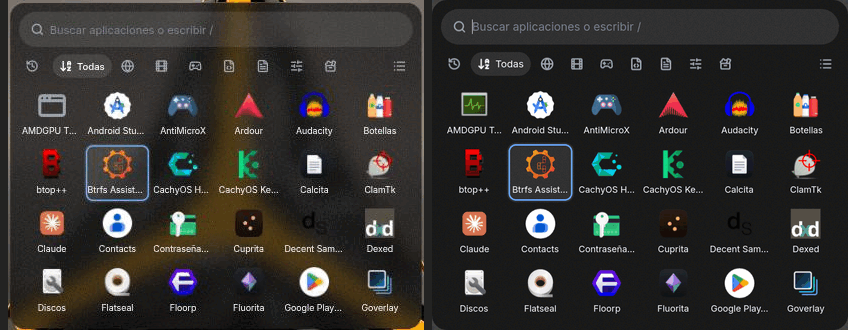 Buscar aplicaciones o escribir /
Todas
AMDGPU T... Android Stu... AntiMicroX Ardour Audacity Botellas
btop++ Btrfs Assist... CachyOS H... CachyOS Ke... Calcita ClamTk
Claude Contacts Contraseña... Cuprita Decent Sam... Dexed
Discos Flatseal Floorp Fluorita Google Play... Goverlay
Buscar aplicaciones o escribir /
Todas
AMDGPU T... Android Stu... AntiMicroX Ardour Audacity Botellas
btop++ Btrfs Assist... CachyOS H... CachyOS Ke... Calcita ClamTk
Claude Contacts Contraseña... Cuprita Decent Sam... Dexed
Discos Flatseal Floorp Fluorita Google Play... Goverlay